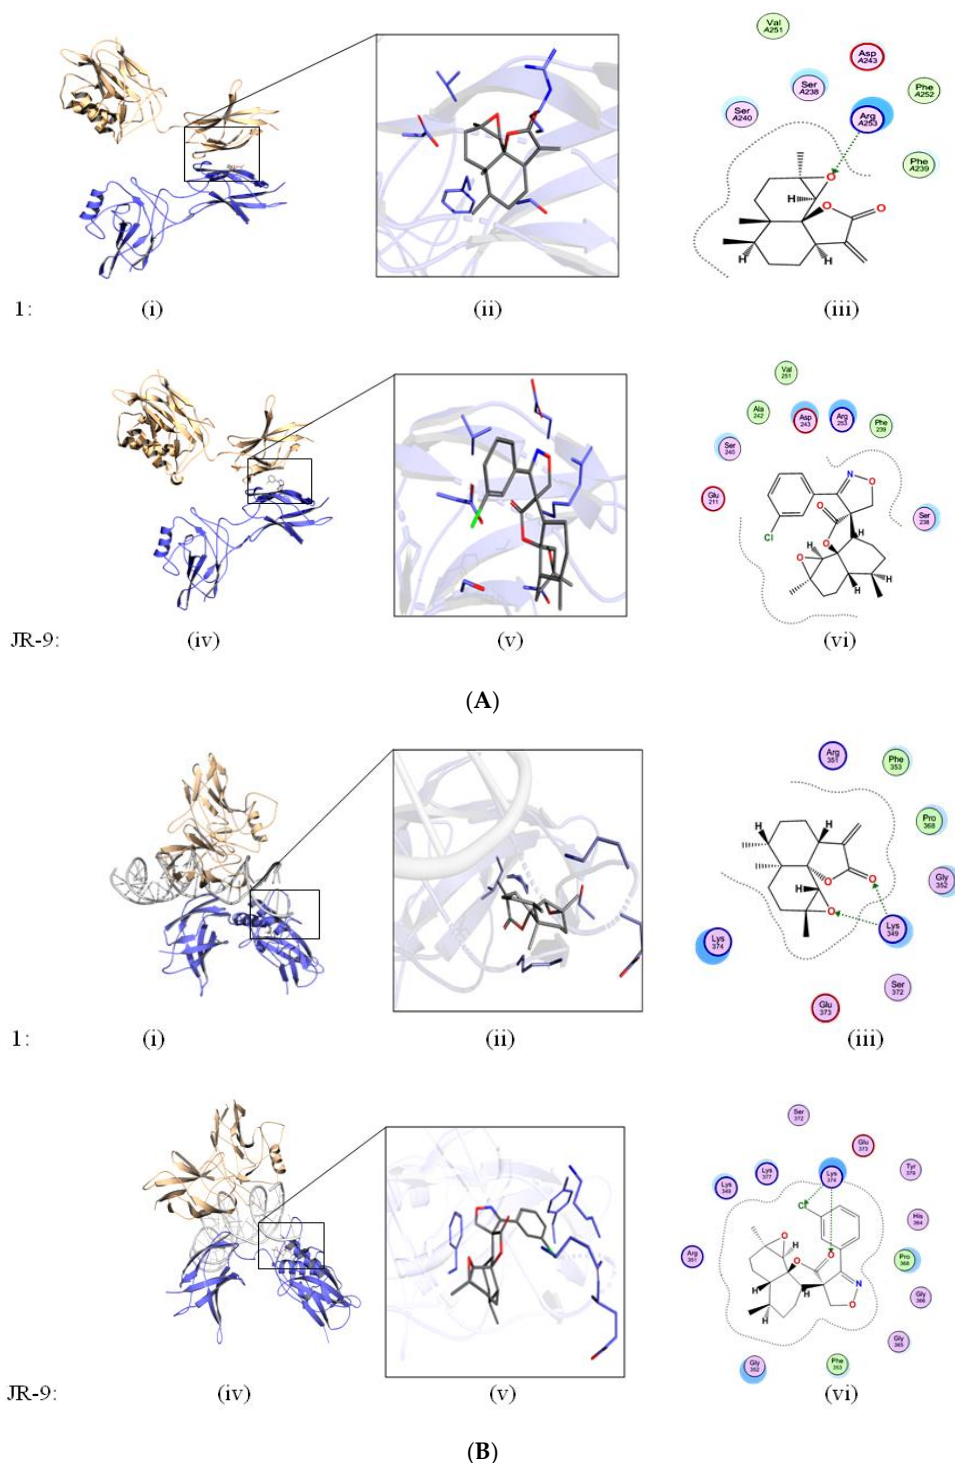 Val
A251
Asp
A243
Ser
A238
Phe
A252
Ser
A240
Arg
A253
Phe
A239
O
H
O
O
H
H
1:
(i)
(ii)
(iii)
Val
251
Ala
242
Asp
243
Arg
253
Phe
239
Ser
240
Glu
211
N
O
O
Ser
238
Cl
H
O
H
O
H
H
JR-9:
(iv)
(v)
(vi)
(A)
Arg
351
Phe
353
Pro
368
H
H
Gly
352
O
O
H
O
Lys
349
Lys
374
Ser
372
Glu
373
1:
(i)
(ii)
(iii)
Ser
372
Glu
373
Lys
377
Lys
374
Tyr
Lys
349
Cl
His
364
O
H
Arg
351
Pro
368
O
O
N
H
H
Gly
366
O
H
Gly
365
Gly
352
Phe
353
JR-9:
(iv)
(v)
(vi)
(B)